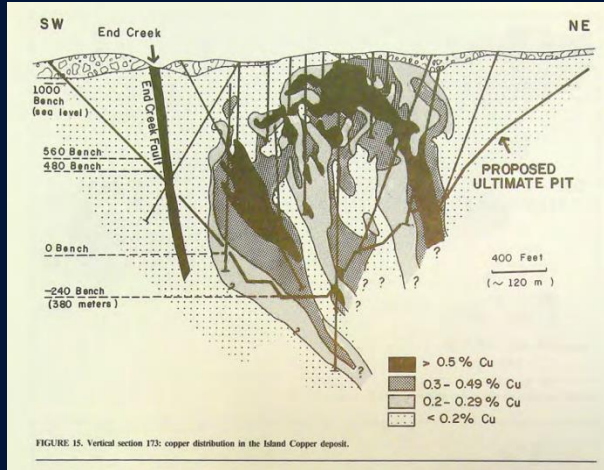 SW
NE
End Creek
End Creek Fault
1000
Bench
(sea level)
560 Bench
480 Bench
PROPOSED
ULTIMATE PIT
0 Bench
400 Feet
(~ 120 m)
-240 Bench
(380 meters)
?
?
?
?
?
?
?
?
> 0.5 % Cu
0.3 - 0.49 % Cu
0.2 - 0.29 % Cu
< 0.2 % Cu
FIGURE 15. Vertical section 173: copper distribution in the Island Copper deposit.